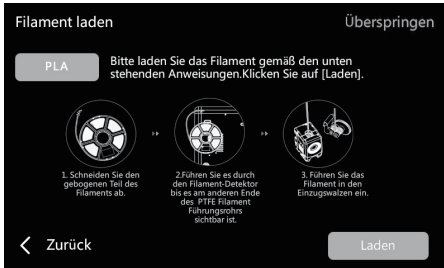 Filament laden
Überspringen
PLA
Bitte laden Sie das Filament gemäß den unten
stehenden Anweisungen.Klicken Sie auf [Laden].
1. Schneiden Sie den
gebogenen Teil des
Filaments ab.
2.Führen Sie es durch
den Filament-Detektor
bis es am anderen Ende
des PTFE Filament
Führungsrohrs
sichtbar ist.
3. Führen Sie das
Filament in den
Einzugswalzen ein.
Zurück
Laden